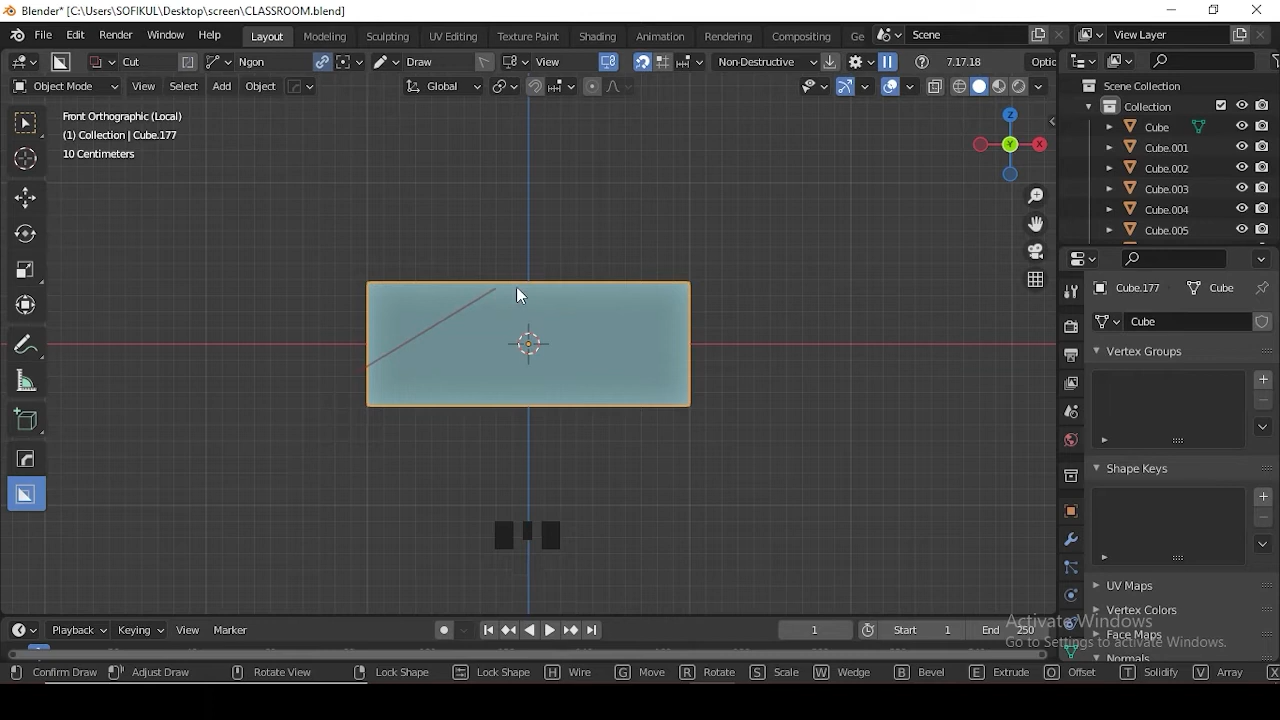 Blender* [C:\Users\SOFIKUL\Desktop\screen\CLASSROOM.blend]
File Edit Render Window Help Layout Modeling Sculpting UV Editing Texture Paint Shading Animation Rendering Compositing Ge Scene View Layer
Cut Ngon Draw View Non-Destructive 7.17.18 Optic
Object Mode View Select Add Object Global
Scene Collection
Collection
Cube
Cube.001
Cube.002
Cube.003
Cube.004
Cube.005
Front Orthographic (Local)
(1) Collection | Cube.177
10 Centimeters
Z
Y
X
Cube.177 Cube
Cube
Vertex Groups
Shape Keys
UV Maps
Vertex Colors
Face Maps
Normals
Activate Windows
Go to Settings to activate Windows.
Playback Keying View Marker 1 Start 1 End 250
Confirm Draw Adjust Draw Rotate View Lock Shape Lock Shape H Wire G Move R Rotate S Scale W Wedge B Bevel E Extrude O Offset T Solidify V Array X